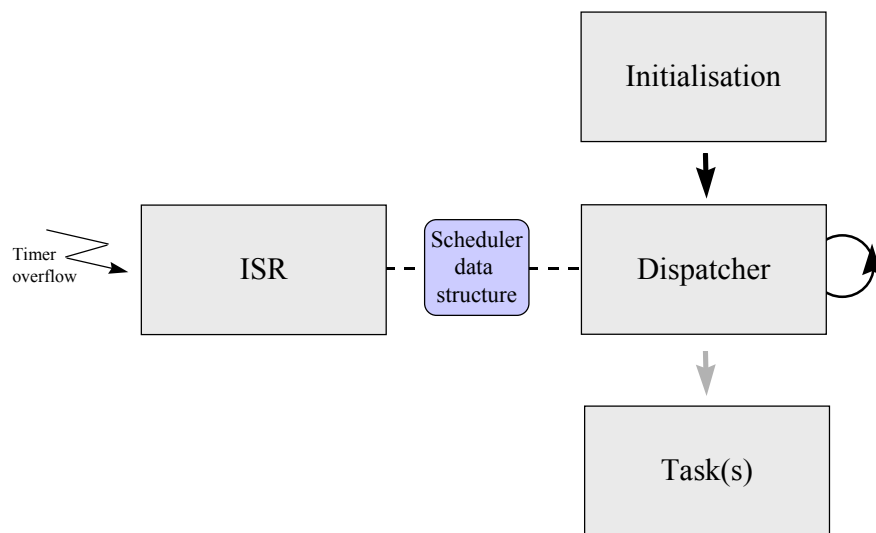 Initialisation
Timer
overflow
ISR
Scheduler
data
structure
Dispatcher
Task(s)